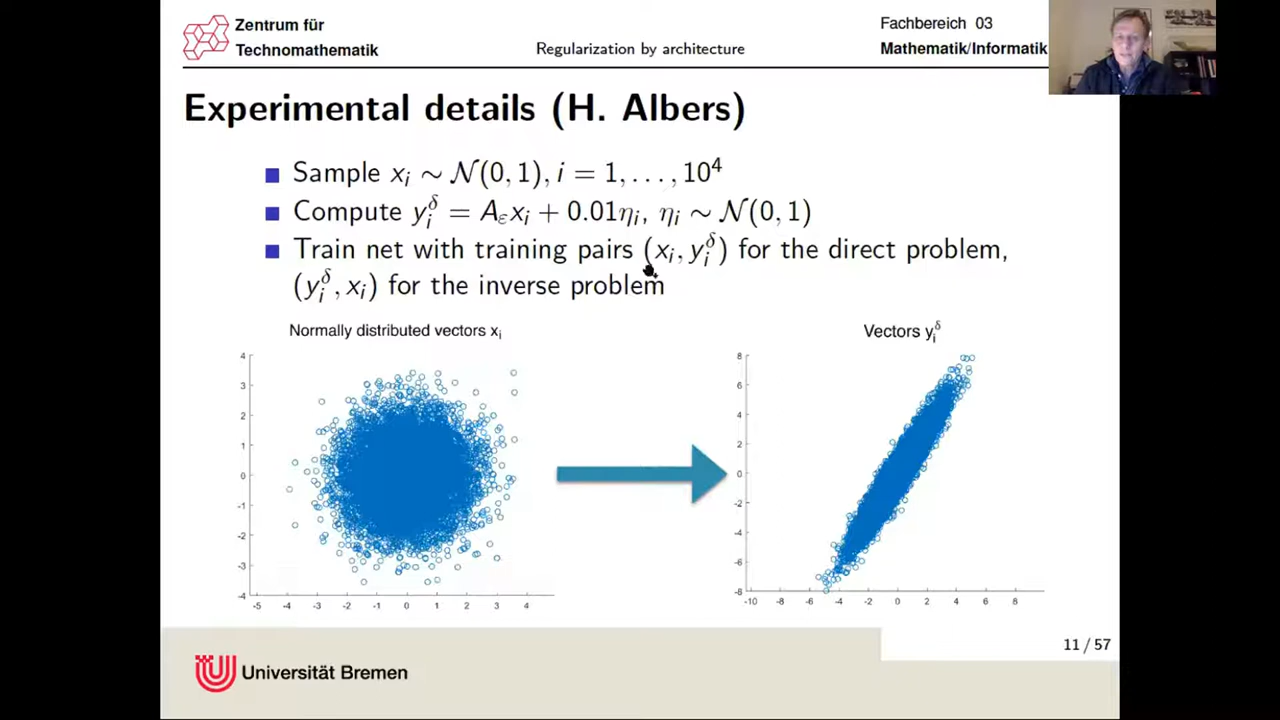 Zentrum für
Technomathematik
Regularization by architecture
Fachbereich 03
Mathematik/Informatik
Experimental details (H. Albers)
Sample xᵢ ∼ 𝒩(0, 1), i = 1, . . . , 10⁴
Compute yᵢ^δ = A_ε xᵢ + 0.01ηᵢ, ηᵢ ∼ 𝒩(0, 1)
Train net with training pairs (xᵢ, yᵢ^δ) for the direct problem,
(yᵢ^δ, xᵢ) for the inverse problem
Normally distributed vectors xᵢ
4
3
2
1
0
-1
-2
-3
-4
-5 -4 -3 -2 -1 0 1 2 3 4
Vectors yᵢ^δ
8
6
4
2
0
-2
-4
-6
-8
-10 -8 -6 -4 -2 0 2 4 6 8
11 / 57
Universität Bremen